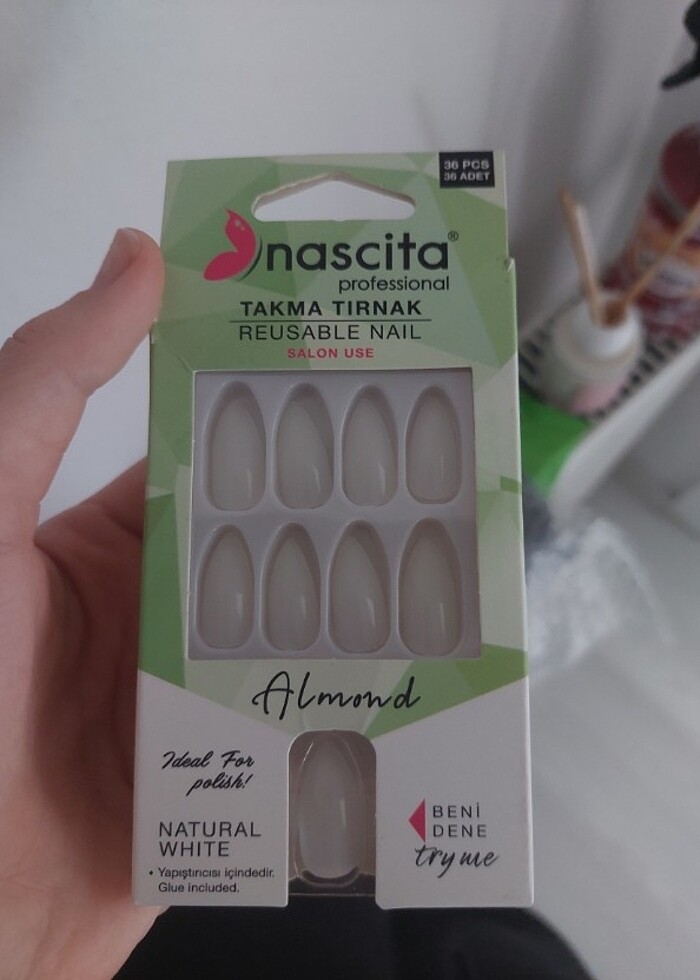 36 PCS
36 ADET
nascita®
professional
TAKMA TIRNAK
REUSABLE NAIL
SALON USE
Almond
Ideal For
polish!
NATURAL
WHITE
• Yapıştırıcısı içindedir.
Glue included.
BENİ
DENE
try me